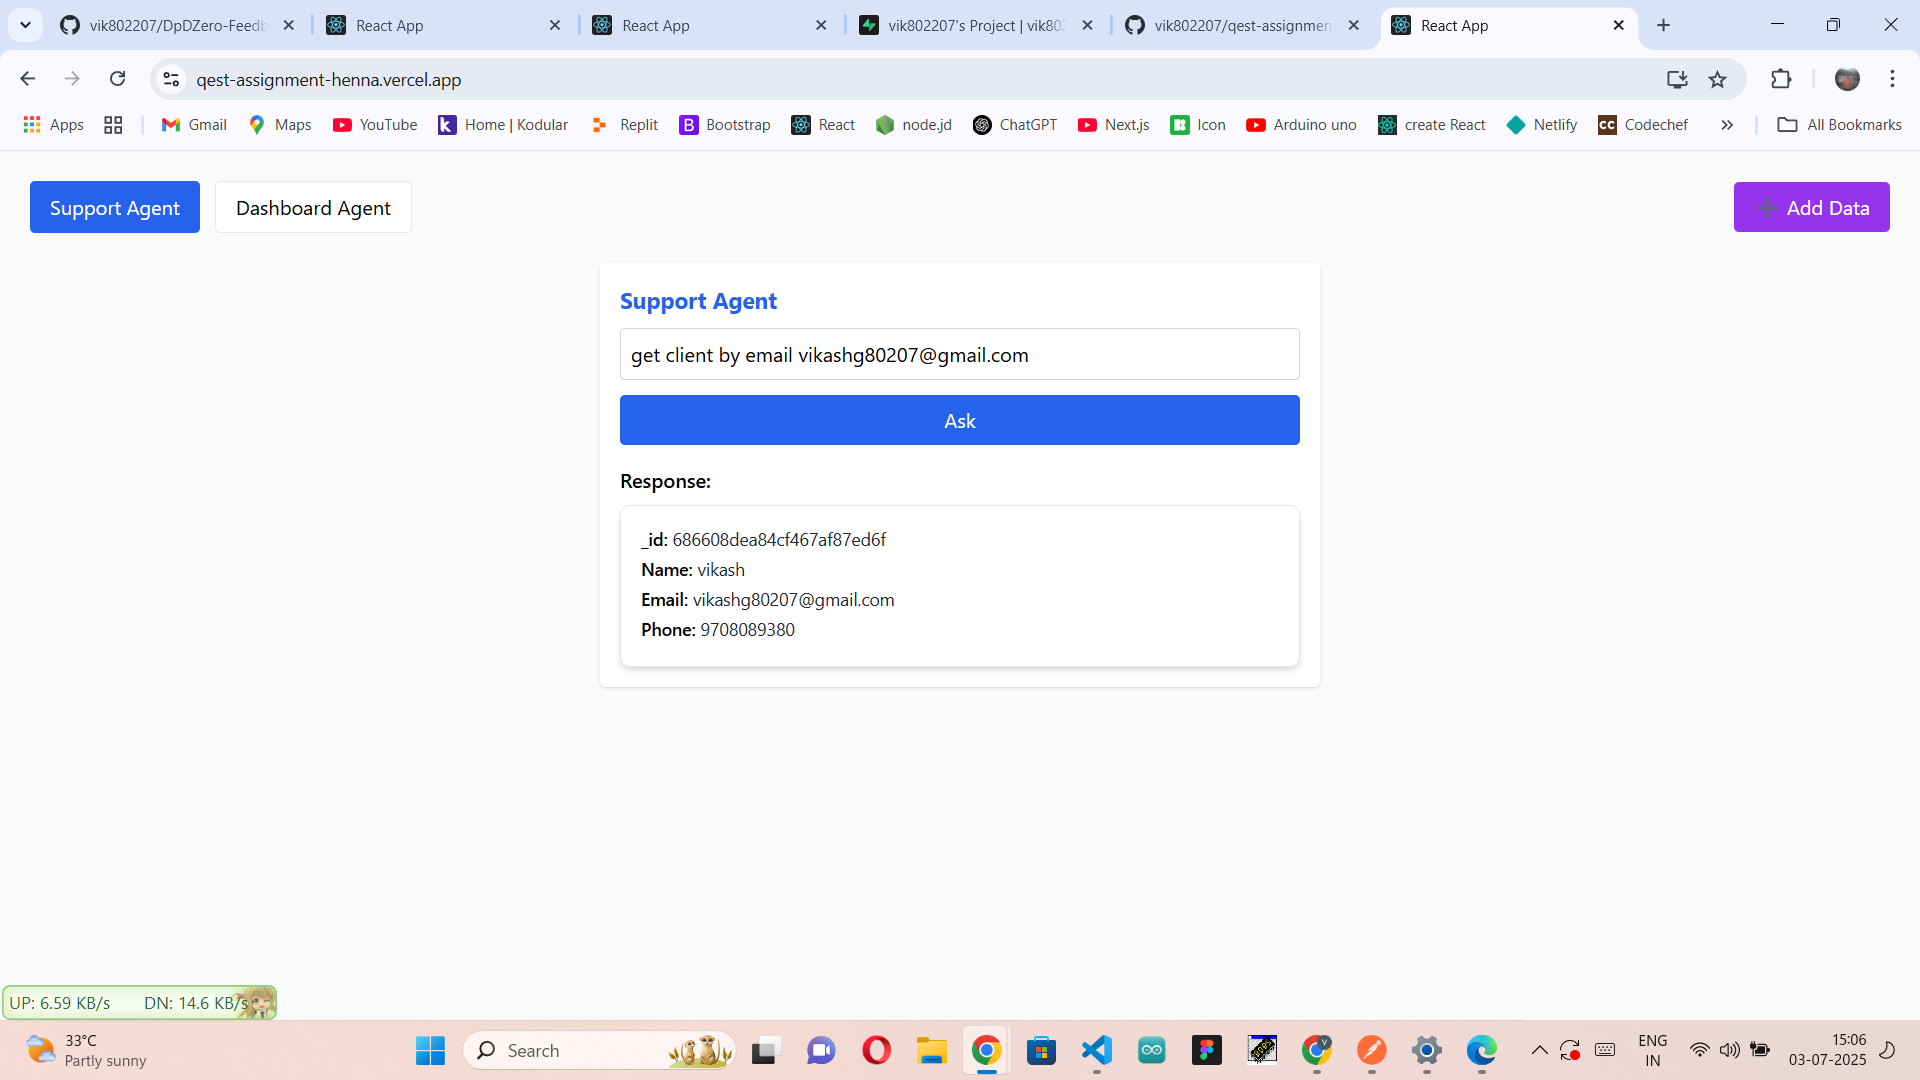 vik802207/DpDZero-Feedb
React App
React App
vik802207's Project | vik802
vik802207/qest-assignmen
React App
qest-assignment-henna.vercel.app
Apps
Gmail
Maps
YouTube
Home | Kodular
Replit
Bootstrap
React
node.jd
ChatGPT
Next.js
Icon
Arduino uno
create React
Netlify
Codechef
All Bookmarks
Support Agent
Dashboard Agent
Add Data
Support Agent
get client by email vikashg80207@gmail.com
Ask
Response:
_id: 686608dea84cf467af87ed6f
Name: vikash
Email: vikashg80207@gmail.com
Phone: 9708089380
UP: 6.59 KB/s DN: 14.6 KB/s
33°C
Partly sunny
Search
ENG
IN
15:06
03-07-2025